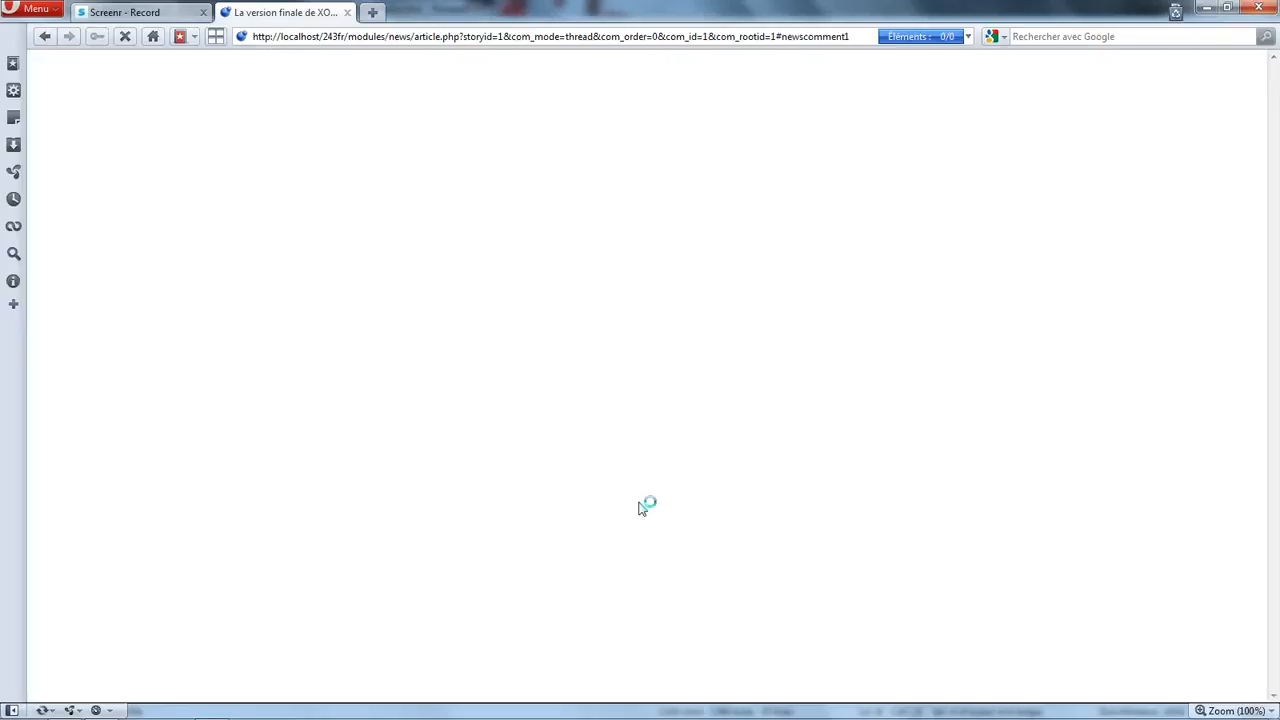 Menu
Screenr - Record
La version finale de XO...
http://localhost/243fr/modules/news/article.php?storyid=1&com_mode=thread&com_order=0&com_id=1&com_rootid=1#newscomment1
Éléments : 0/0
Rechercher avec Google
Zoom (100%)